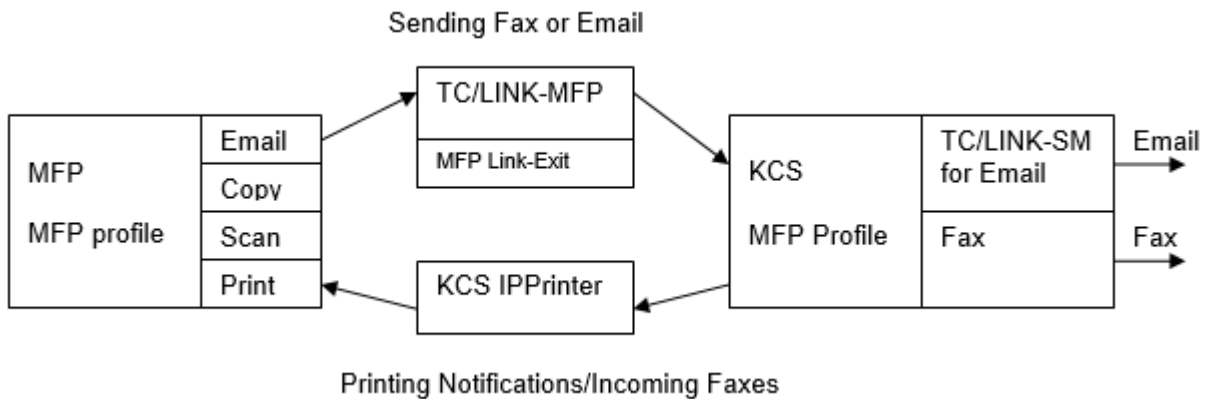 Sending Fax or Email
MFP
MFP profile
Email
Copy
Scan
Print
TC/LINK-MFP
MFP Link-Exit
KCS IPPrinter
KCS
MFP Profile
TC/LINK-SM
for Email
Fax
Email
Fax
Printing Notifications/Incoming Faxes